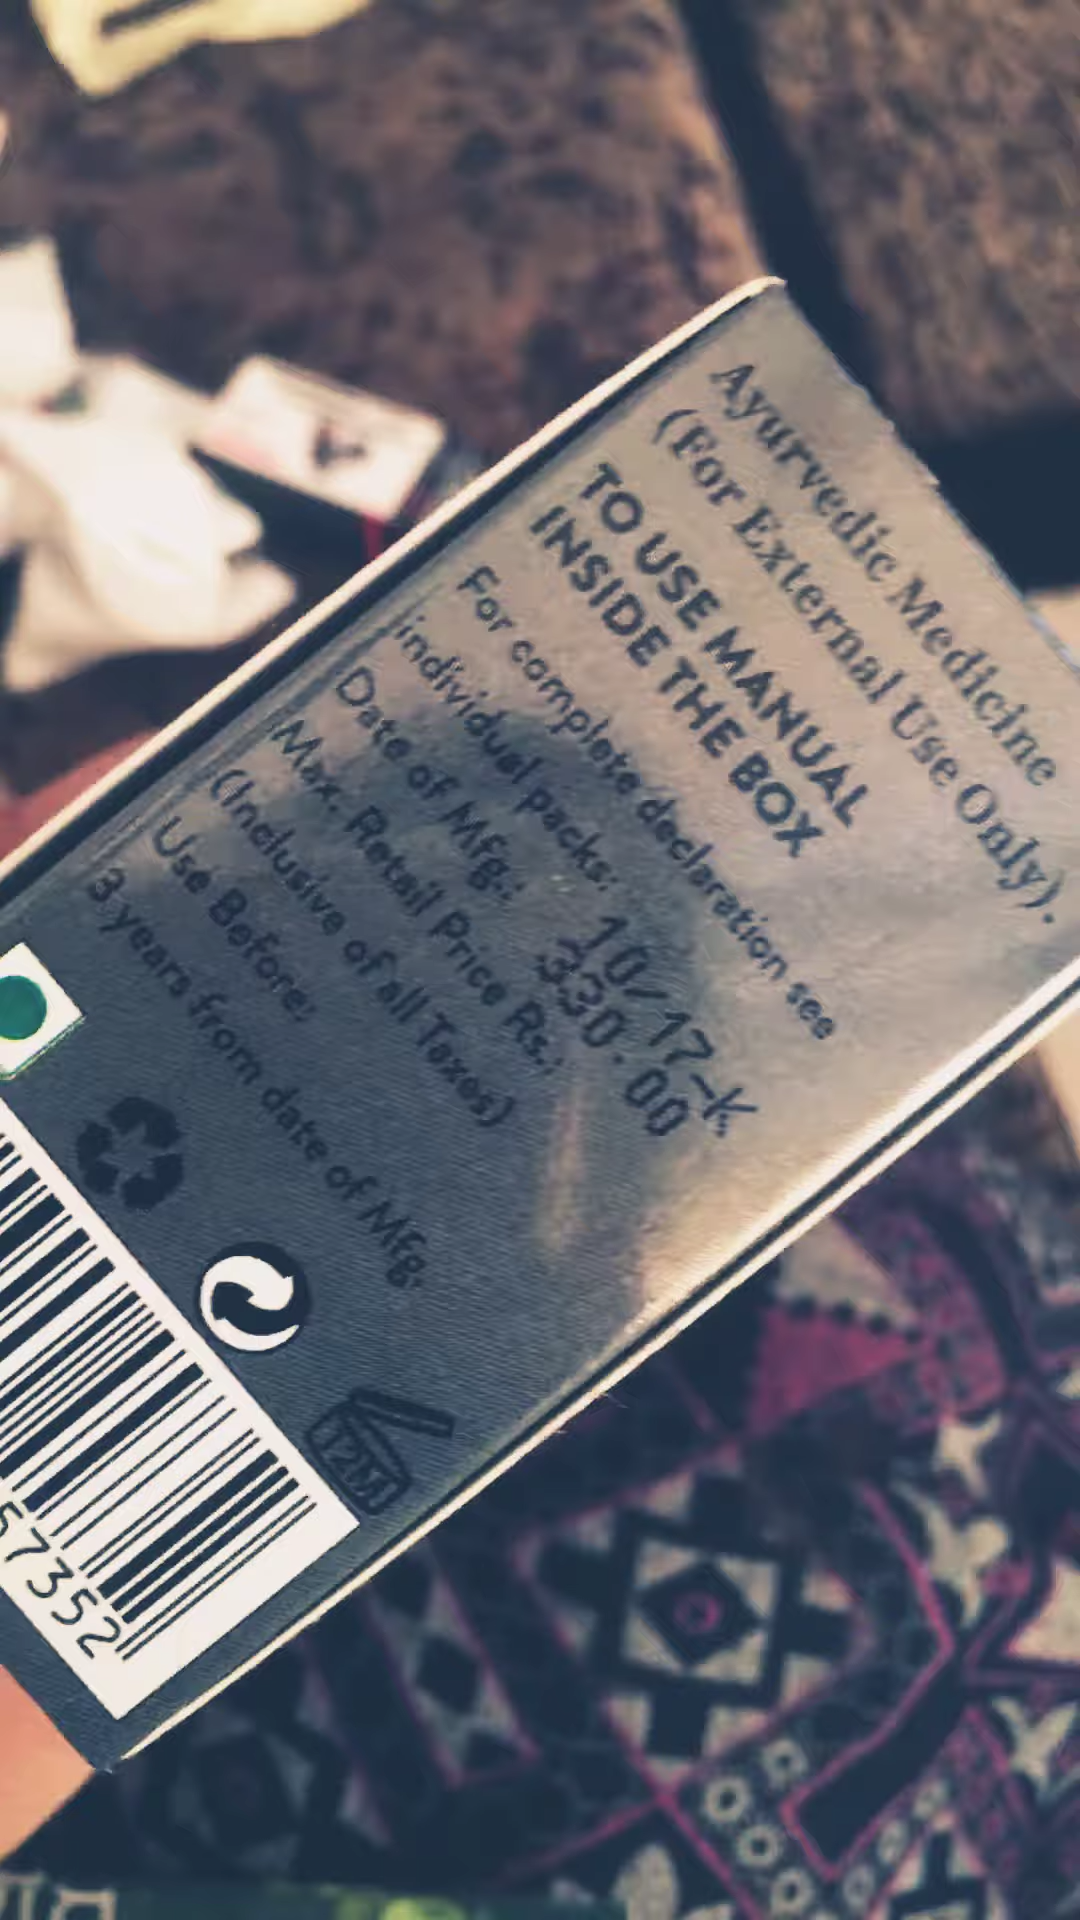 Ayurvedic Medicine
(For External Use Only).
TO USE MANUAL
INSIDE THE BOX
For complete declaration see
individual packs:
Date of Mfg.: 10/17-K
Max. Retail Price Rs.: 330.00
(Inclusive of all Taxes)
Use Before:
3 years from date of Mfg.
12M
57352